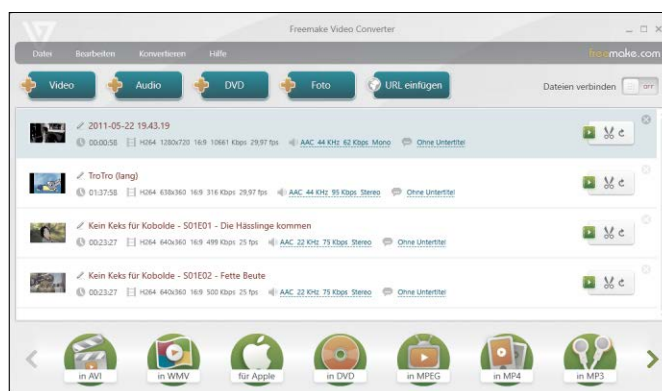 Freemake Video Converter
Datei Bearbeiten Konvertieren Hilfe freemake.com
Video Audio DVD Foto URL einfügen Dateien verbinden OFF
2011-05-22 19.43.19
00:00:58 H264 1280x720 16:9 10661 Kbps 29,97 fps AAC 44 KHz 62 Kbps Mono Ohne Untertitel
TroTro (lang)
01:37:58 H264 638x360 16:9 316 Kbps 29,97 fps AAC 44 KHz 95 Kbps Stereo Ohne Untertitel
Kein Keks für Kobolde - S01E01 - Die Hässlinge kommen
00:23:27 H264 640x360 16:9 499 Kbps 25 fps AAC 22 KHz 75 Kbps Stereo Ohne Untertitel
Kein Keks für Kobolde - S01E02 - Fette Beute
00:23:27 H264 640x360 16:9 500 Kbps 25 fps AAC 22 KHz 75 Kbps Stereo Ohne Untertitel
in AVI in WMV für Apple in DVD in MPEG in MP4 in MP3